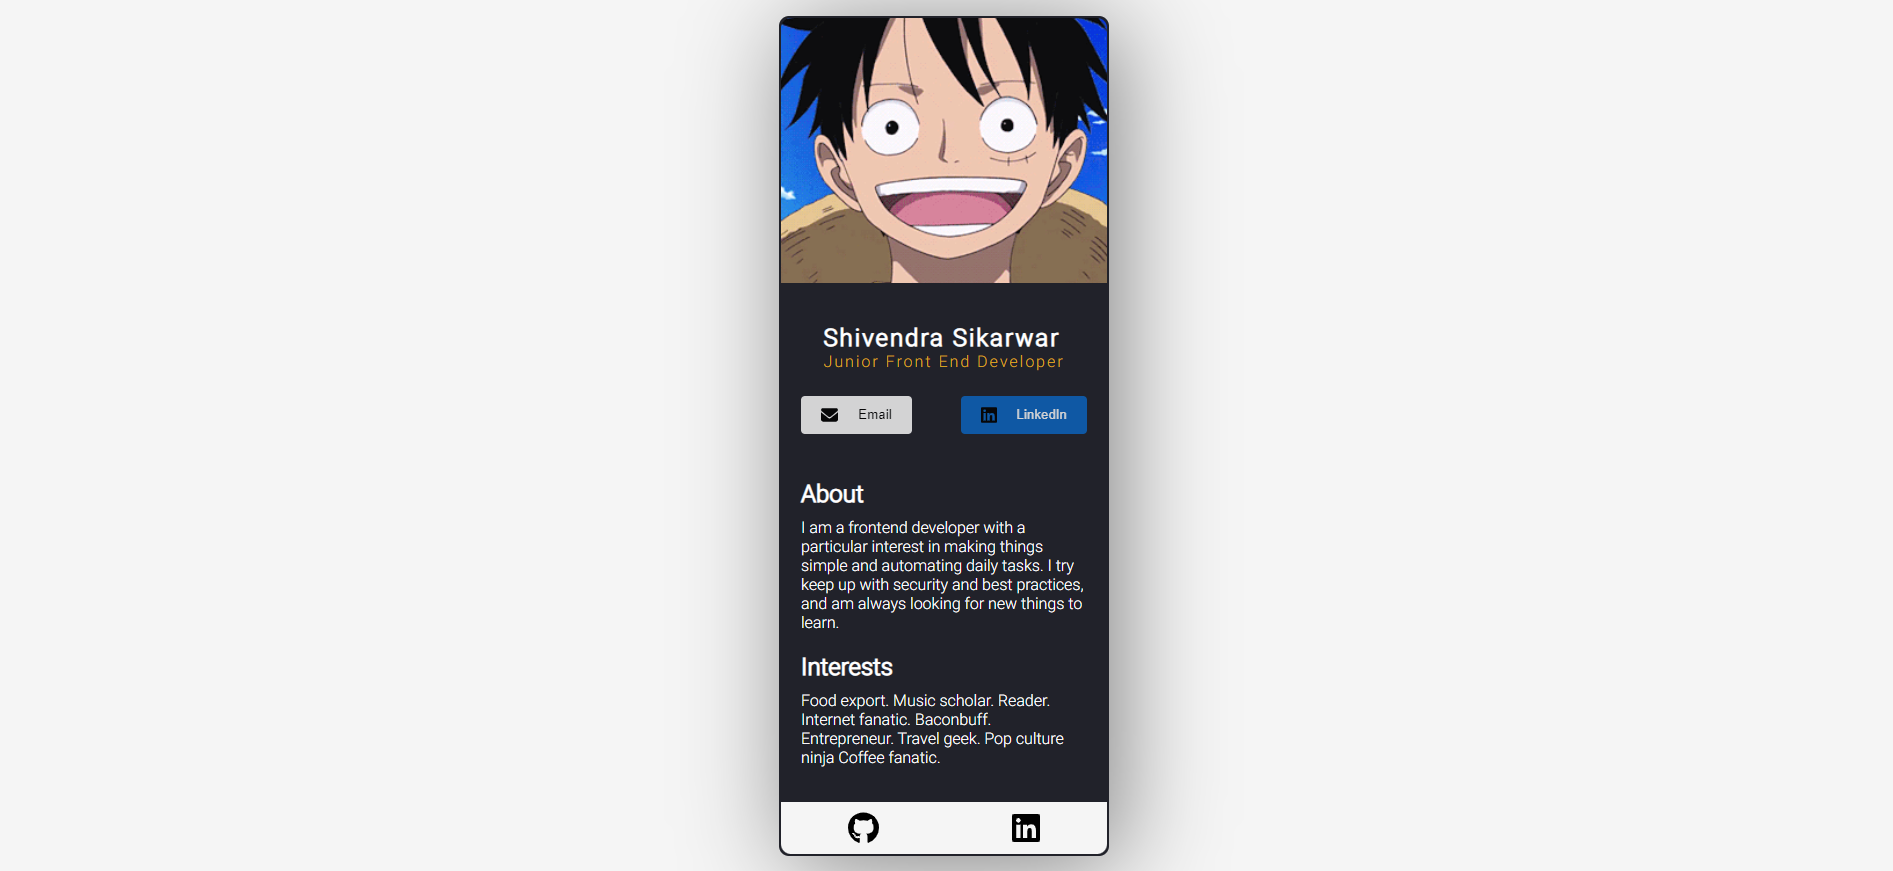 Shivendra Sikarwar
Junior Front End Developer
Email
LinkedIn
About
I am a frontend developer with a
particular interest in making things
simple and automating daily tasks. I try
keep up with security and best practices,
and am always looking for new things to
learn.
Interests
Food export. Music scholar. Reader.
Internet fanatic. Baconbuff.
Entrepreneur. Travel geek. Pop culture
ninja Coffee fanatic.